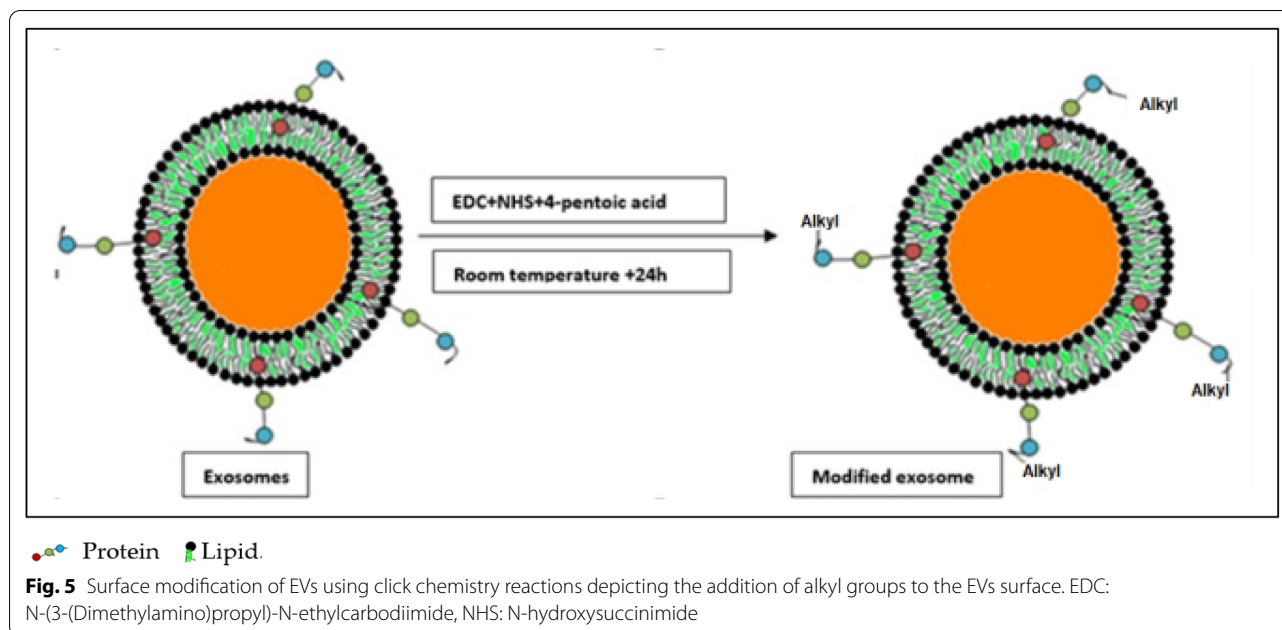 Alkyl
EDC+NHS+4-pentoic acid
Alkyl
Room temperature +24h
Alkyl
Alkyl
Exosomes
Modified exosome
Protein Lipid.
Fig. 5 Surface modification of EVs using click chemistry reactions depicting the addition of alkyl groups to the EVs surface. EDC:
N-(3-(Dimethylamino)propyl)-N-ethylcarbodiimide, NHS: N-hydroxysuccinimide